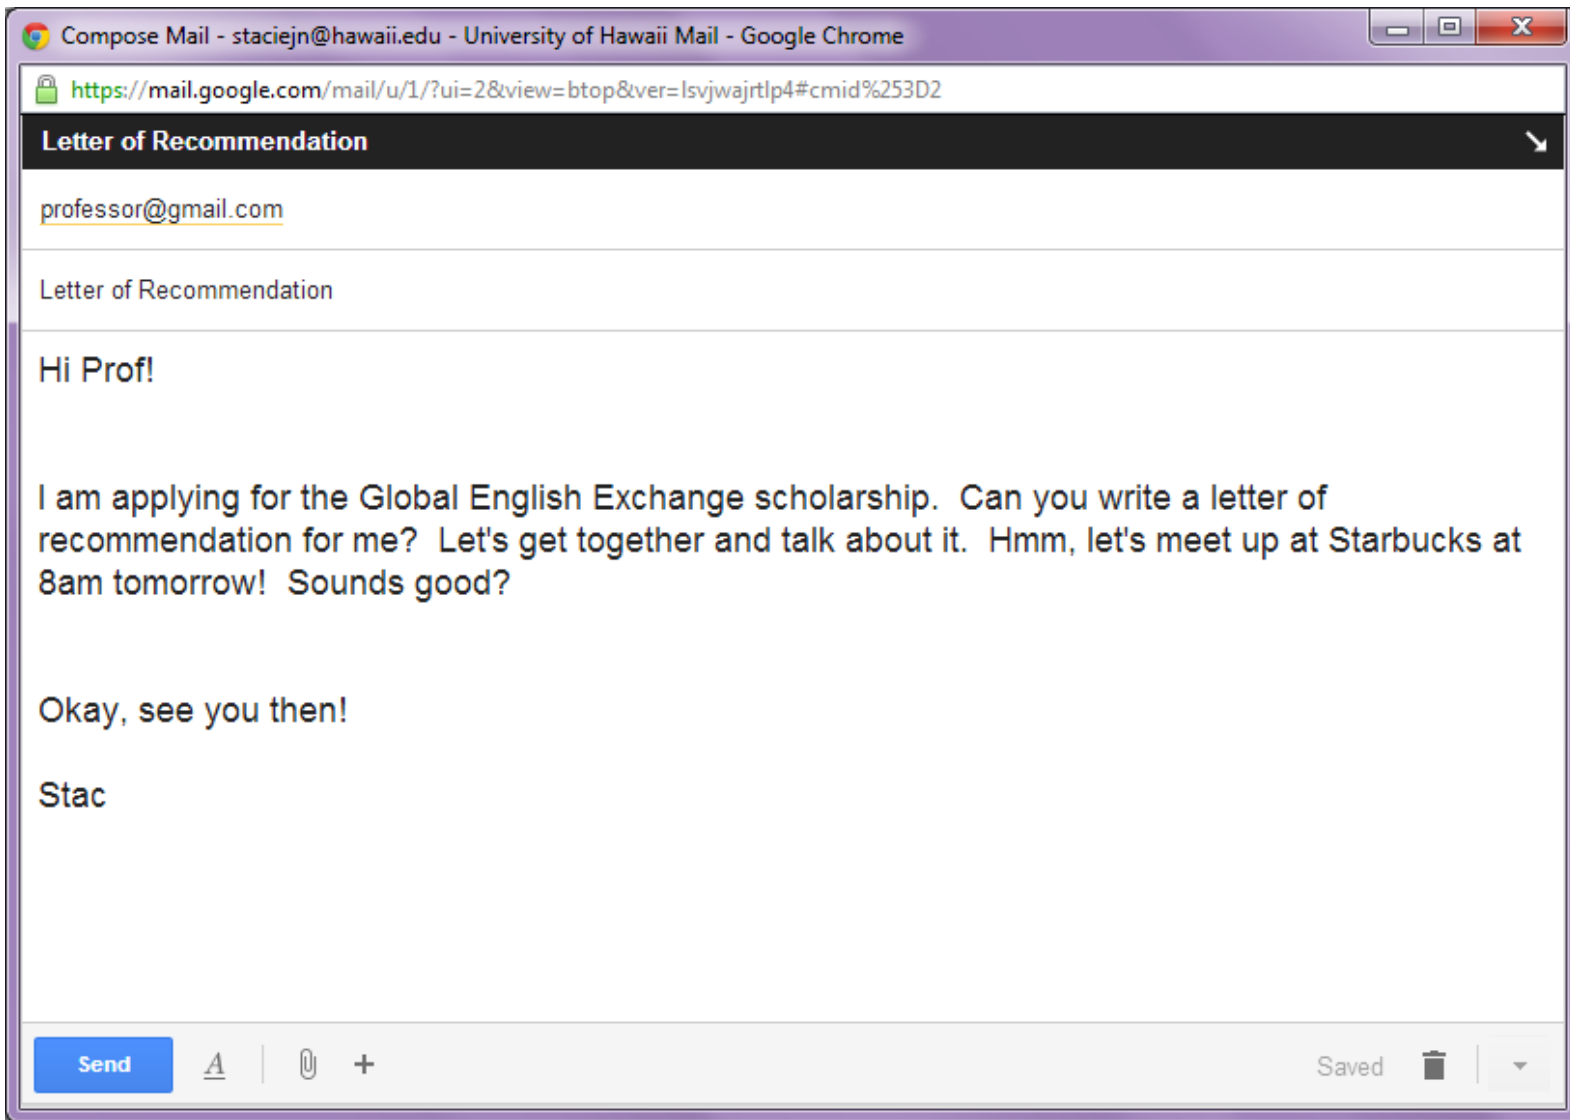 Compose Mail - staciejn@hawaii.edu - University of Hawaii Mail - Google Chrome
https://mail.google.com/mail/u/1/?ui=2&view=btop&ver=lsvjwajrtlp4#cmid%253D2
Letter of Recommendation
professor@gmail.com
Letter of Recommendation
Hi Prof!
I am applying for the Global English Exchange scholarship.  Can you write a letter of
recommendation for me?  Let's get together and talk about it.  Hmm, let's meet up at Starbucks at
8am tomorrow!  Sounds good?
Okay, see you then!
Stac
Send A + Saved